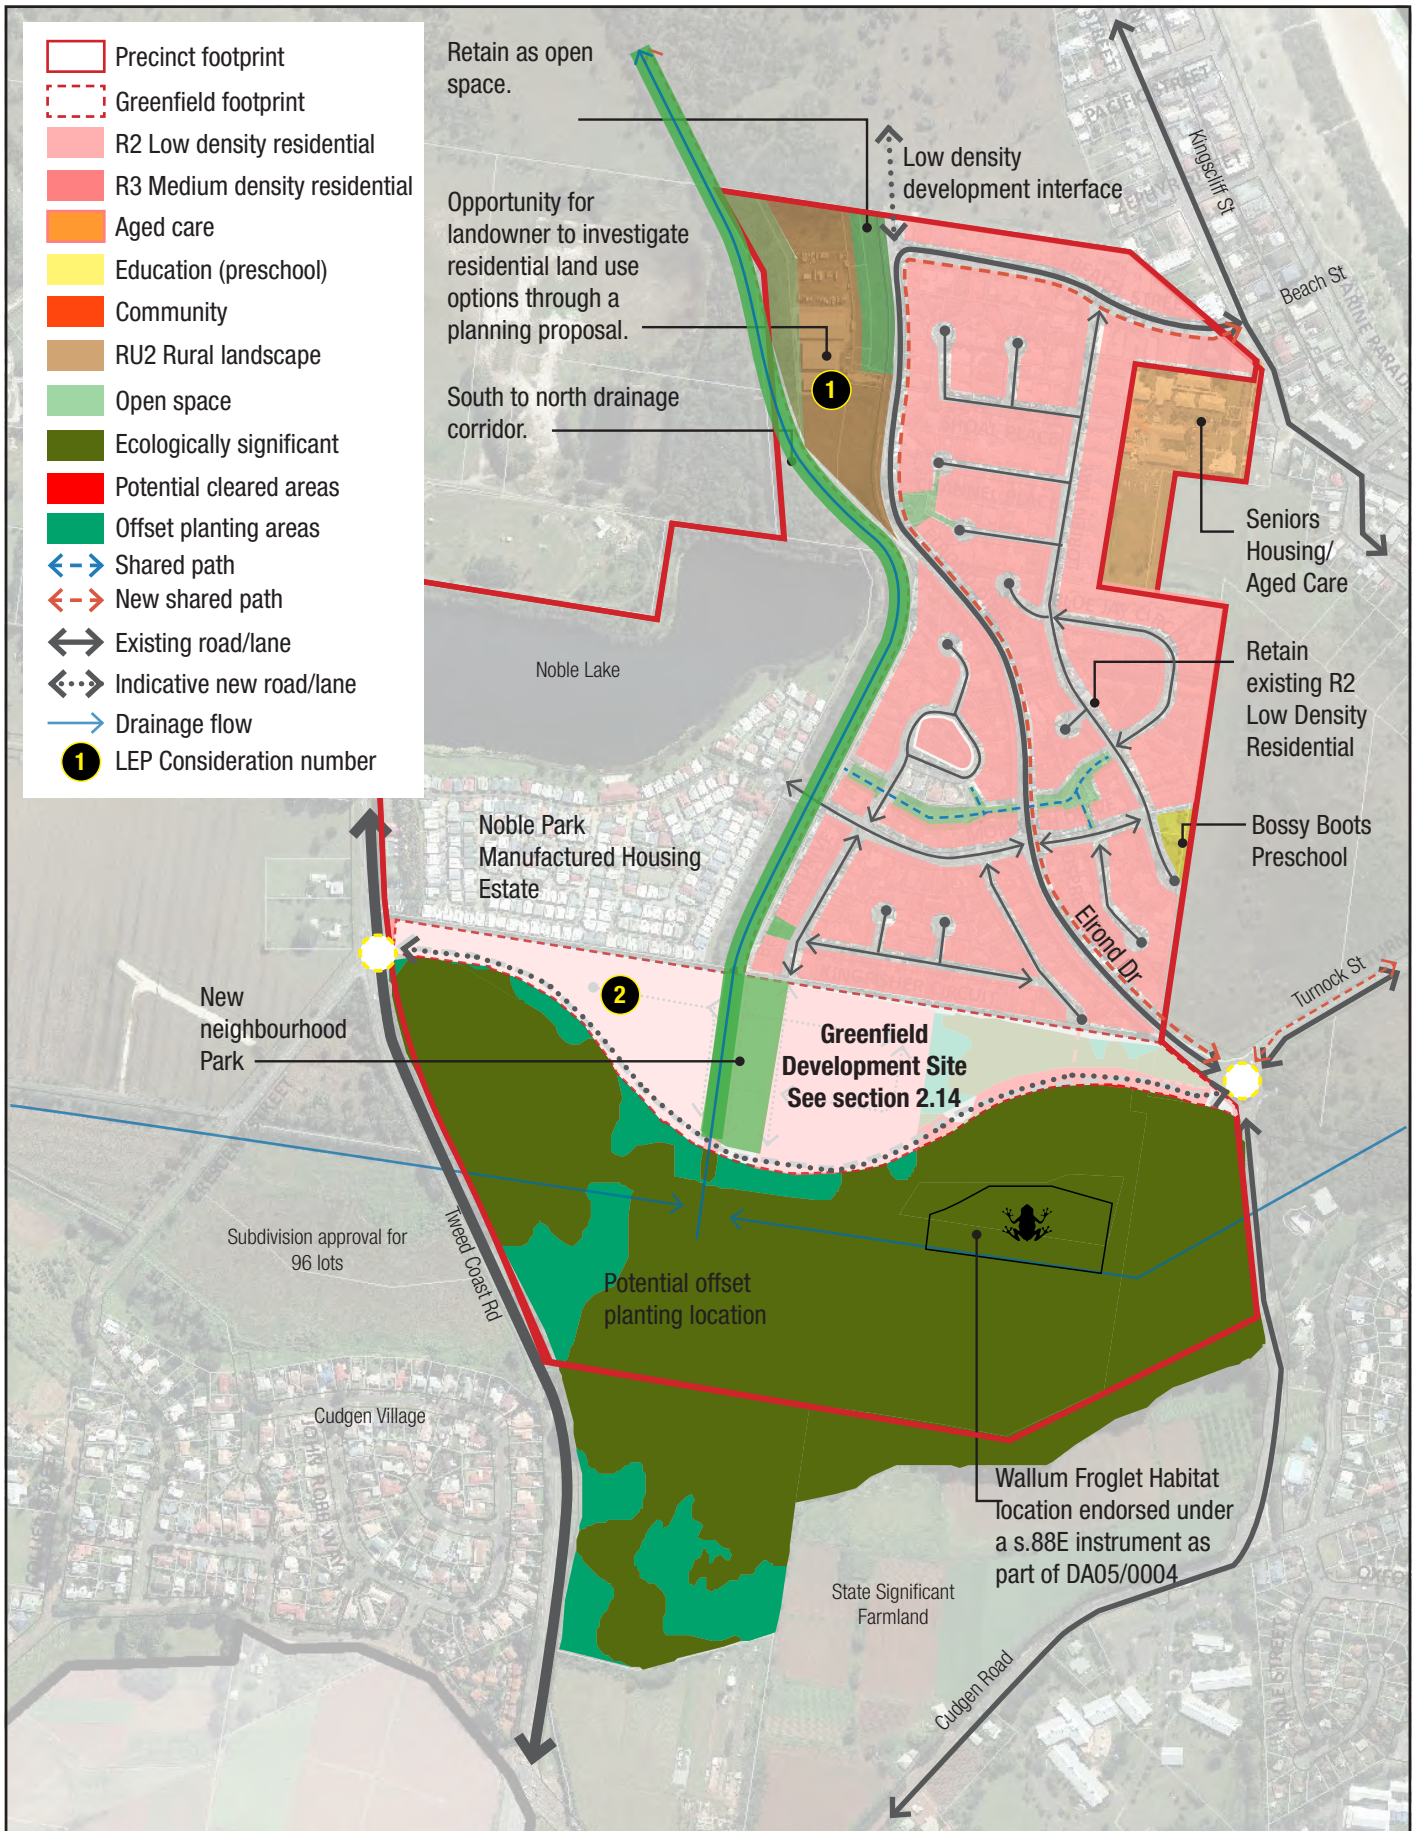 Precinct footprint
Greenfield footprint
R2 Low density residential
R3 Medium density residential
Aged care
Education (preschool)
Community
RU2 Rural landscape
Open space
Ecologically significant
Potential cleared areas
Offset planting areas
Shared path
New shared path
Existing road/lane
Indicative new road/lane
Drainage flow
1 LEP Consideration number
Retain as open
space.
Low density
development interface
Opportunity for
landowner to investigate
residential land use
options through a
planning proposal.
South to north drainage
corridor.
1
PACIFIC STREET
Kingscliff St
Beach St
MARINE PARADE
Seniors
Housing/
Aged Care
Noble Lake
Retain
existing R2
Low Density
Residential
Noble Park
Manufactured Housing
Estate
Bossy Boots
Preschool
Elrond Dr
Turnock St
New
neighbourhood
Park
2
Greenfield
Development Site
See section 2.14
Tweed Coast Rd
Subdivision approval for
96 lots
Potential offset
planting location
Cudgen Village
Wallum Froglet Habitat
location endorsed under
a s.88E instrument as
part of DA05/0004
State Significant
Farmland
Cudgen Road